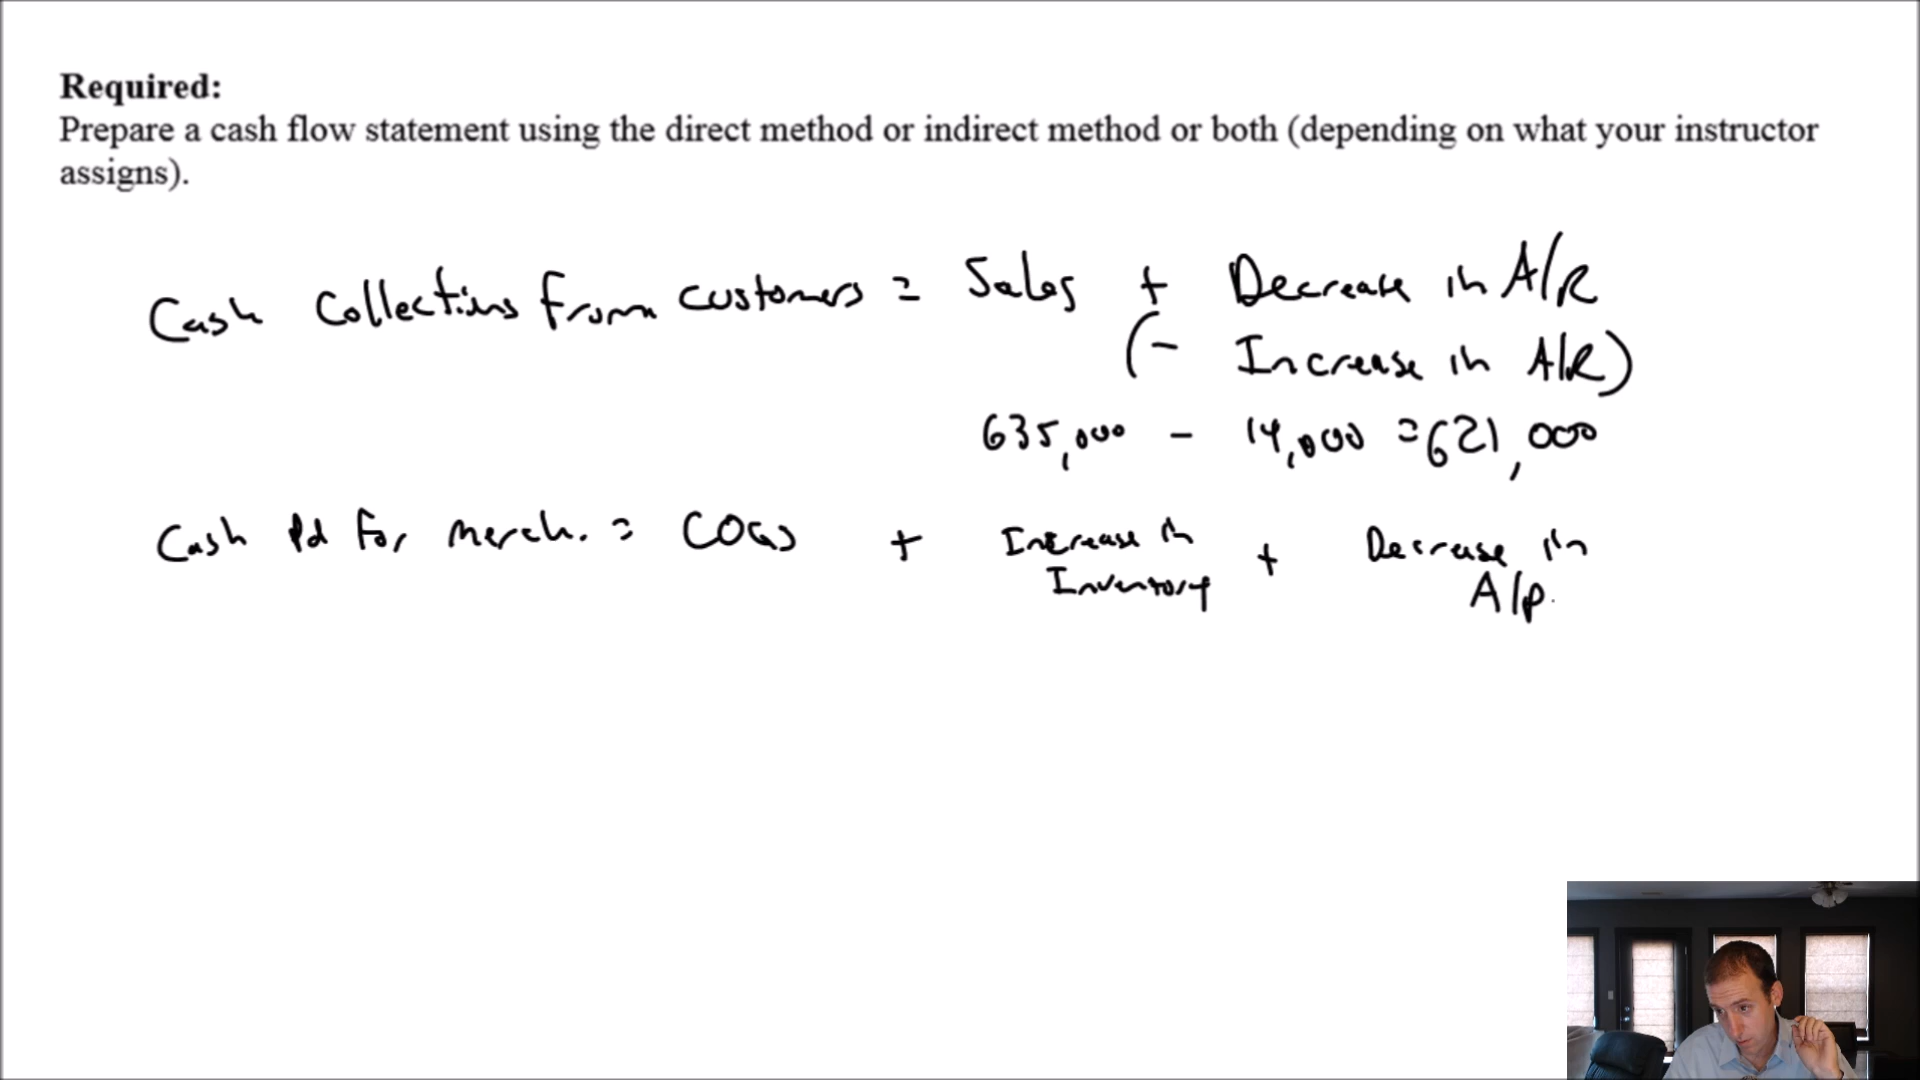 Required:
Prepare a cash flow statement using the direct method or indirect method or both (depending on what your instructor
assigns).
Cash Collections from customers = Sales + Decrease in A/R
(- Increase in A/R)
635,000 - 14,000 = 621,000
Cash Pd for merch. = COGS + Increase in + Decrease in
Inventory A/P.